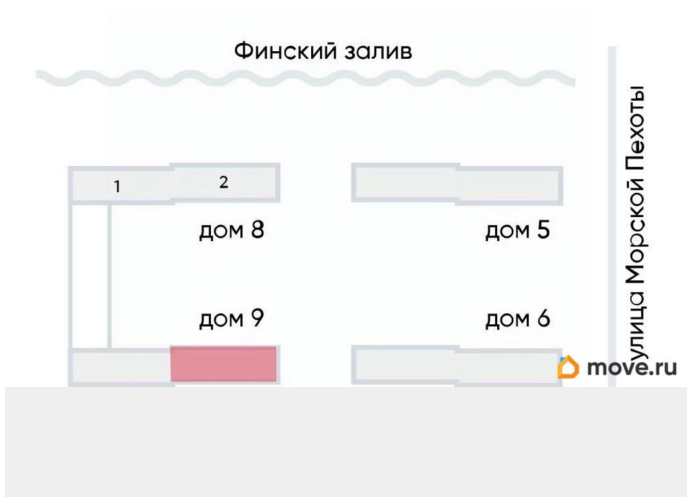 Финский залив
1
2
дом 8
дом 5
улица Морской Пехоты
дом 9
дом 6
move.ru